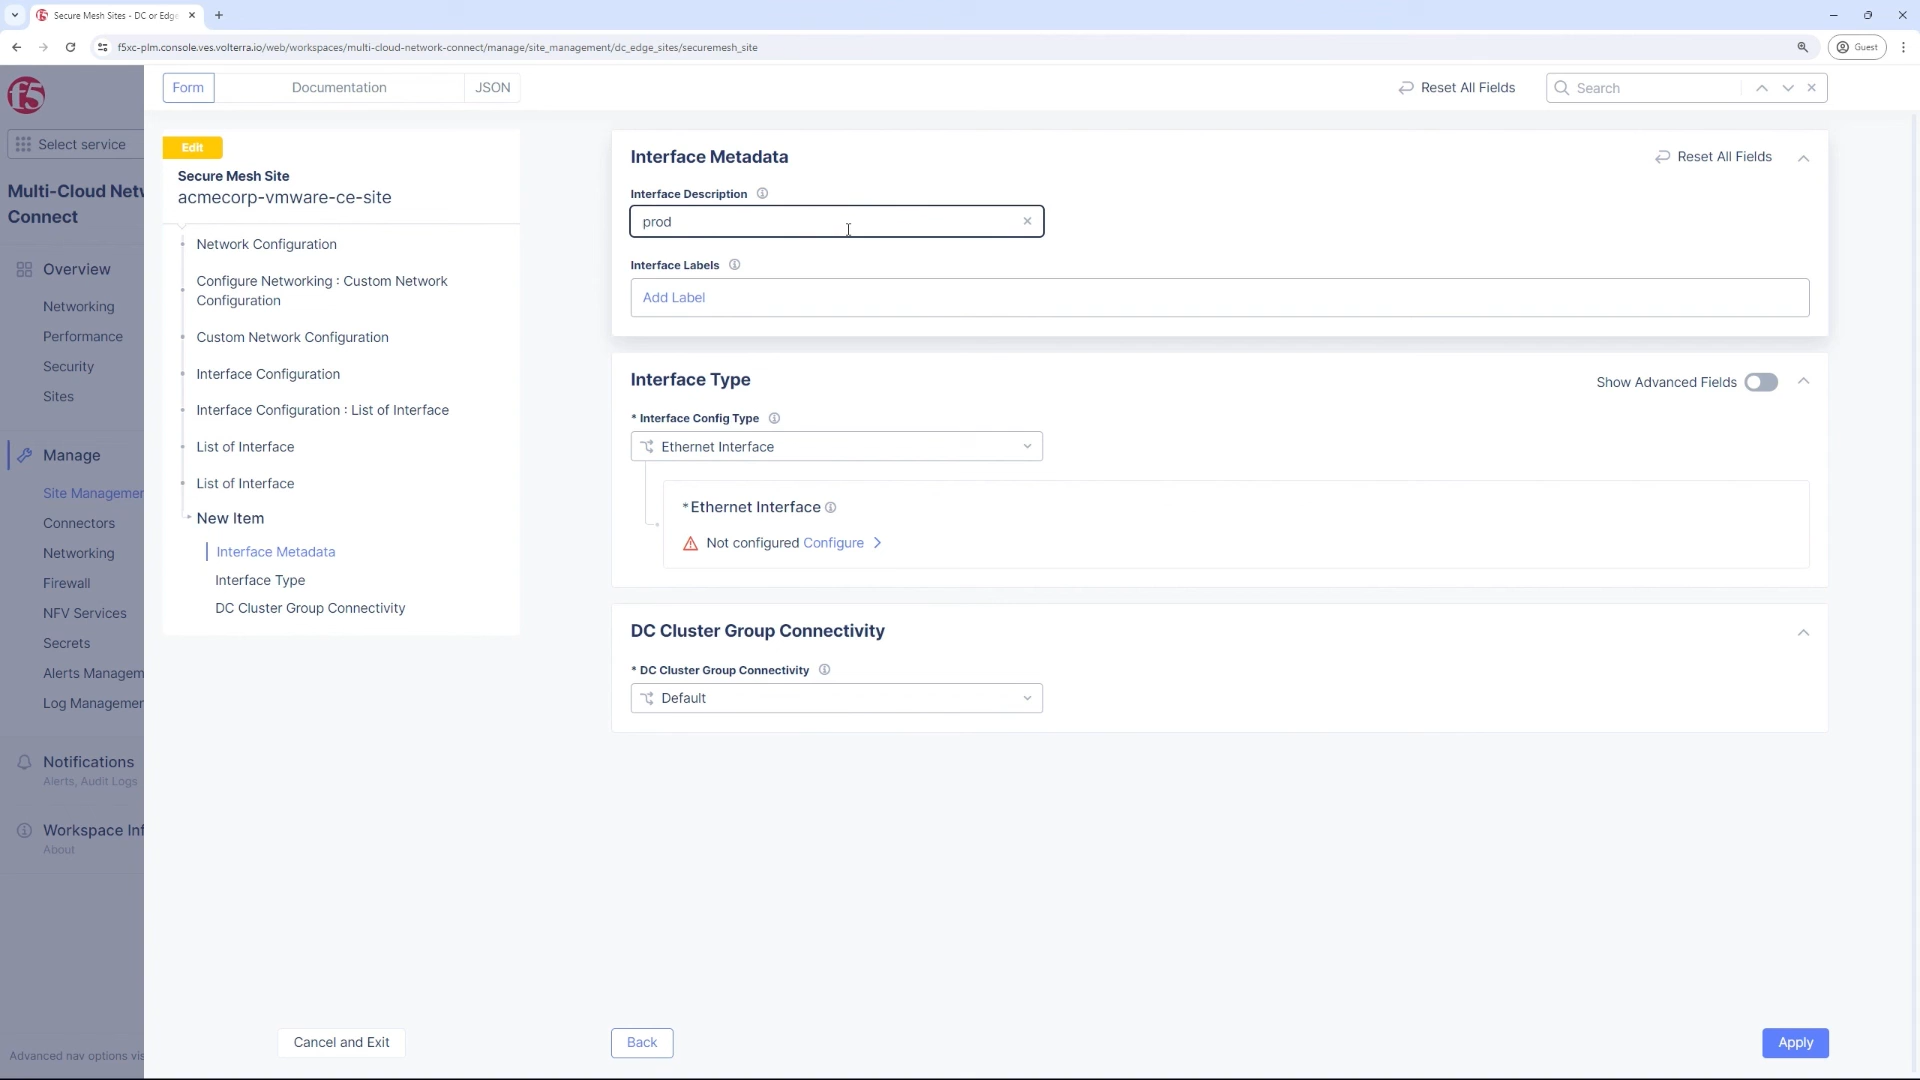 Secure Mesh Sites - DC or Edge
f5xc-plm.console.ves.volterra.io/web/workspaces/multi-cloud-network-connect/manage/site_management/dc_edge_sites/securemesh_site
Guest
f5
Select service
Multi-Cloud Netw
Connect
Overview
Networking
Performance
Security
Sites
Manage
Site Managemen
Connectors
Networking
Firewall
NFV Services
Secrets
Alerts Managem
Log Managemen
Notifications
Alerts, Audit Logs
Workspace Inf
About
Advanced nav options vis
Form
Documentation
JSON
Reset All Fields
Search
Edit
Secure Mesh Site
acmecorp-vmware-ce-site
Network Configuration
Configure Networking : Custom Network
Configuration
Custom Network Configuration
Interface Configuration
Interface Configuration : List of Interface
List of Interface
List of Interface
New Item
Interface Metadata
Interface Type
DC Cluster Group Connectivity
Interface Metadata
Reset All Fields
Interface Description
prod
Interface Labels
Add Label
Interface Type
Show Advanced Fields
* Interface Config Type
Ethernet Interface
*Ethernet Interface
Not configured Configure
DC Cluster Group Connectivity
* DC Cluster Group Connectivity
Default
Cancel and Exit
Back
Apply